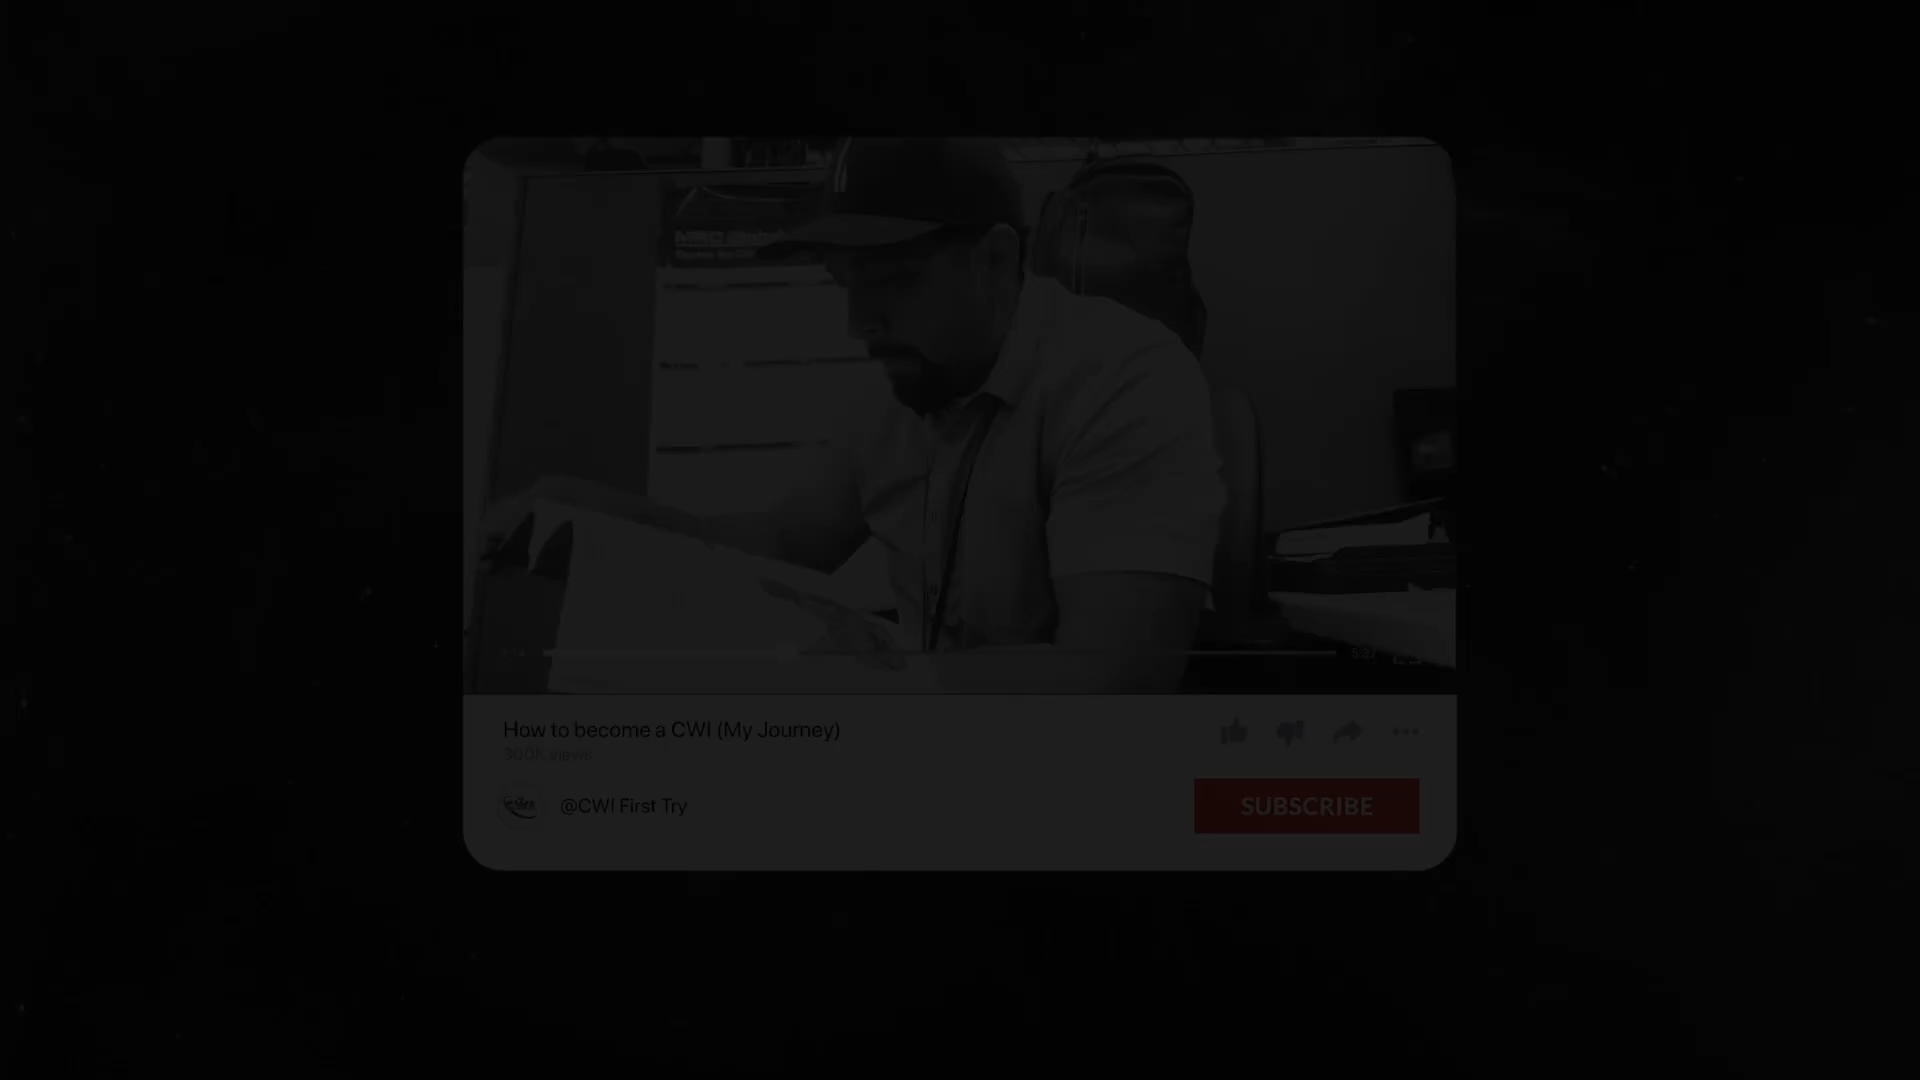 How to become a CWI (My Journey)
300K views
@CWI First Try
SUBSCRIBE